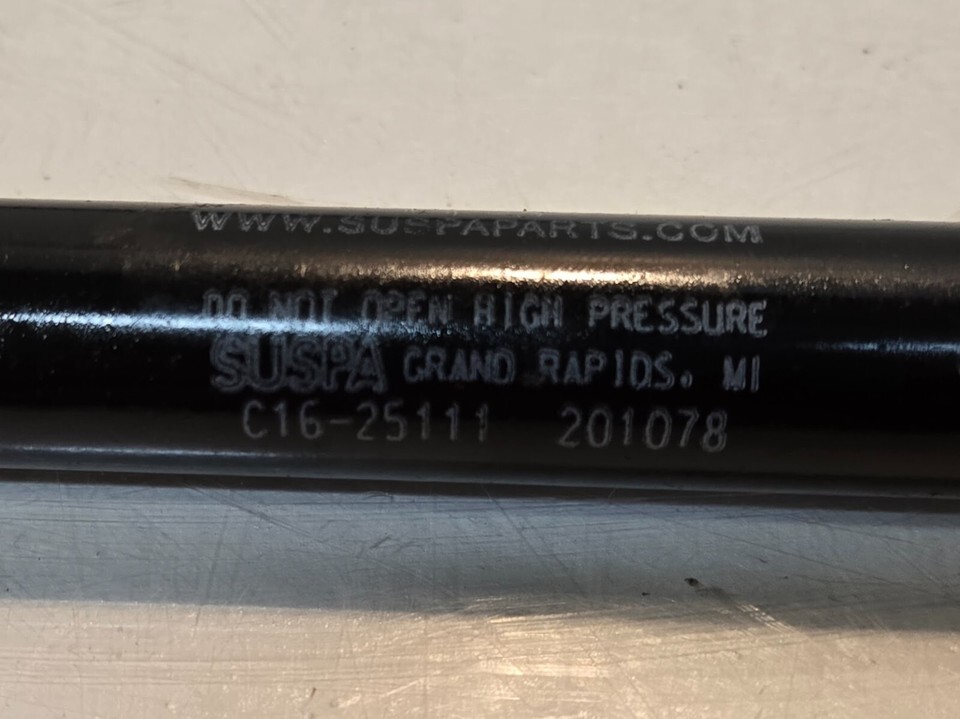 WWW.SUSPAPARTS.COM
DO NOT OPEN HIGH PRESSURE
SUSPA GRAND RAPIDS, MI
C16-25111 201078